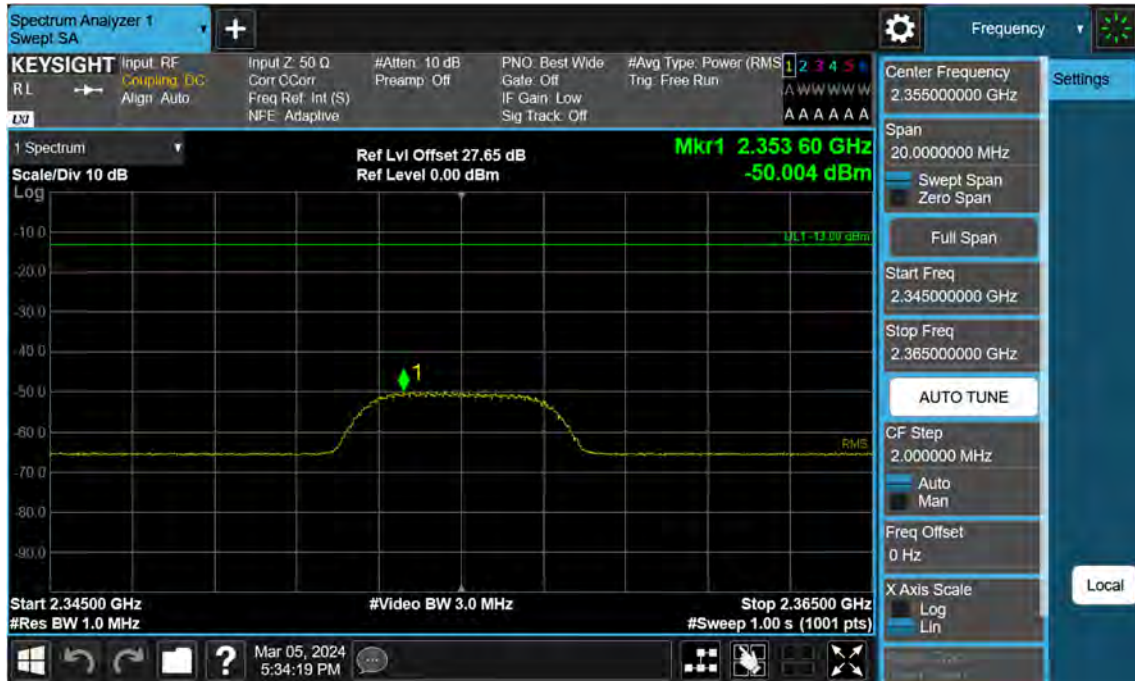 Spectrum Analyzer 1
Swept SA
+
Frequency
KEYSIGHT
RL
LXI
Input: RF
Coupling: DC
Align: Auto
Input Z: 50 Ω
Corr CCorr
Freq Ref: Int (S)
NFE: Adaptive
#Atten: 10 dB
Preamp: Off
PNO: Best Wide
Gate: Off
IF Gain: Low
Sig Track: Off
#Avg Type: Power (RMS
Trig: Free Run
1 2 3 4 5 6
A W W W W W
A A A A A A
1 Spectrum
Scale/Div 10 dB
Log
Ref Lvl Offset 27.65 dB
Ref Level 0.00 dBm
Mkr1 2.353 60 GHz
-50.004 dBm
-10.0
-20.0
-30.0
-40.0
-50.0
-60.0
-70.0
-80.0
-90.0
DL1 -13.00 dBm
1
RMS
Start 2.34500 GHz
#Res BW 1.0 MHz
#Video BW 3.0 MHz
Stop 2.36500 GHz
#Sweep 1.00 s (1001 pts)
Center Frequency
2.355000000 GHz
Span
20.0000000 MHz
Swept Span
Zero Span
Full Span
Start Freq
2.345000000 GHz
Stop Freq
2.365000000 GHz
AUTO TUNE
CF Step
2.000000 MHz
Auto
Man
Freq Offset
0 Hz
X Axis Scale
Log
Lin
Settings
Local
?
Mar 05, 2024
5:34:19 PM